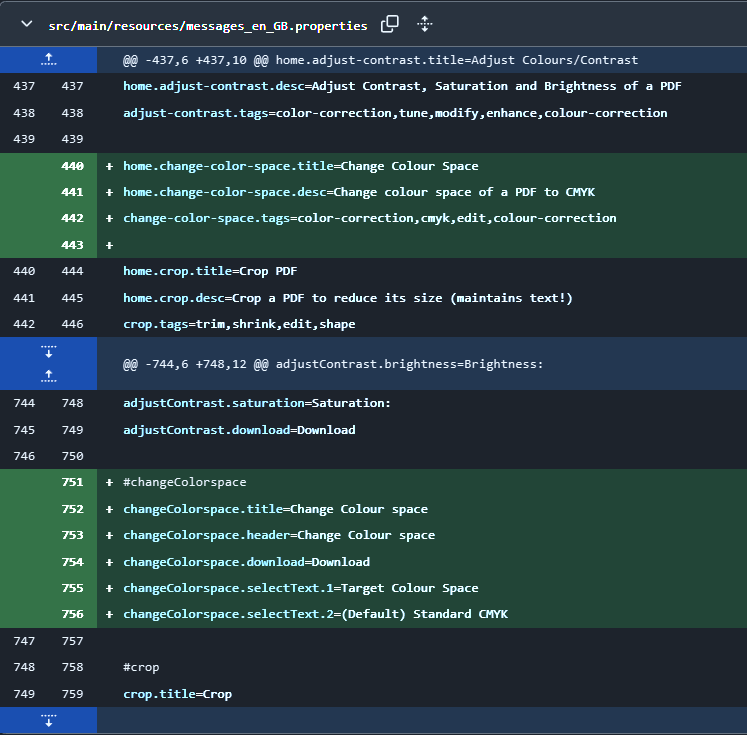 src/main/resources/messages_en_GB.properties
@@ -437,6 +437,10 @@ home.adjust-contrast.title=Adjust Colours/Contrast
437 437 home.adjust-contrast.desc=Adjust Contrast, Saturation and Brightness of a PDF
438 438 adjust-contrast.tags=color-correction,tune,modify,enhance,colour-correction
439 439
440 + home.change-color-space.title=Change Colour Space
441 + home.change-color-space.desc=Change colour space of a PDF to CMYK
442 + change-color-space.tags=color-correction,cmyk,edit,colour-correction
443 +
440 444 home.crop.title=Crop PDF
441 445 home.crop.desc=Crop a PDF to reduce its size (maintains text!)
442 446 crop.tags=trim,shrink,edit,shape
@@ -744,6 +748,12 @@ adjustContrast.brightness=Brightness:
744 748 adjustContrast.saturation=Saturation:
745 749 adjustContrast.download=Download
746 750
751 + #changeColorspace
752 + changeColorspace.title=Change Colour space
753 + changeColorspace.header=Change Colour space
754 + changeColorspace.download=Download
755 + changeColorspace.selectText.1=Target Colour Space
756 + changeColorspace.selectText.2=(Default) Standard CMYK
747 757
748 758 #crop
749 759 crop.title=Crop